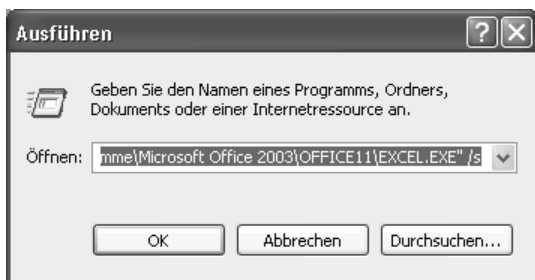 Ausführen
Geben Sie den Namen eines Programms, Ordners,
Dokuments oder einer Internetressource an.
Öffnen: mme\Microsoft Office 2003\OFFICE11\EXCEL.EXE" /s
OK Abbrechen Durchsuchen...